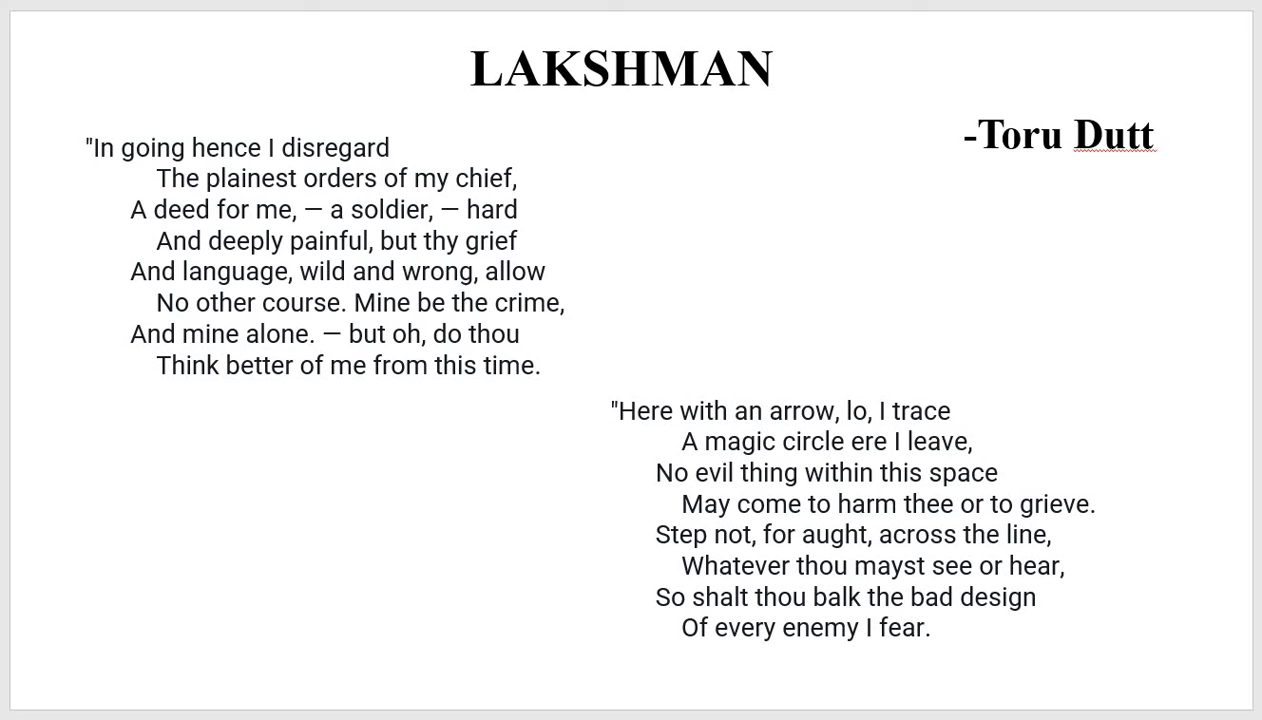 LAKSHMAN
-Toru Dutt
"In going hence I disregard
The plainest orders of my chief,
A deed for me, — a soldier, — hard
And deeply painful, but thy grief
And language, wild and wrong, allow
No other course. Mine be the crime,
And mine alone. — but oh, do thou
Think better of me from this time.
"Here with an arrow, lo, I trace
A magic circle ere I leave,
No evil thing within this space
May come to harm thee or to grieve.
Step not, for aught, across the line,
Whatever thou mayst see or hear,
So shalt thou balk the bad design
Of every enemy I fear.